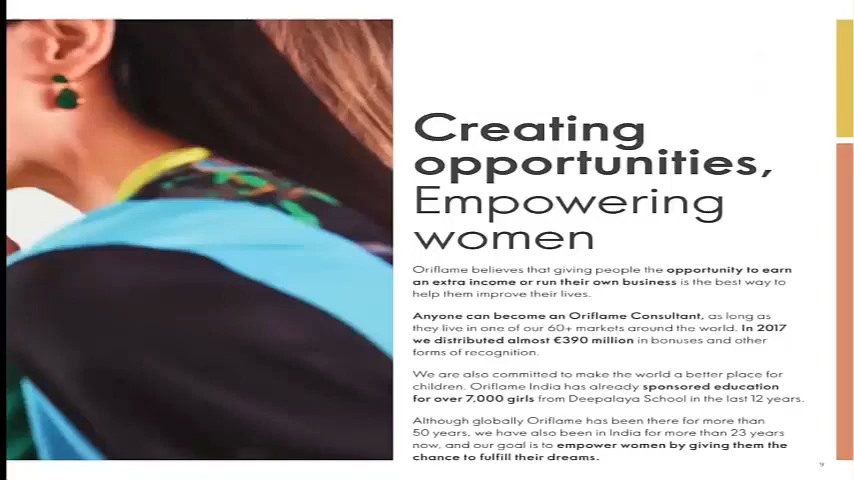 Creating
opportunities,
Empowering
women
Oriflame believes that giving people the opportunity to earn
an extra income or run their own business is the best way to
help them improve their lives.
Anyone can become an Oriflame Consultant, as long as
they live in one of our 60+ markets around the world. In 2017
we distributed almost €390 million in bonuses and other
forms of recognition.
We are also committed to make the world a better place for
children. Oriflame India has already sponsored education
for over 7,000 girls from Deepalaya School in the last 12 years.
Although globally Oriflame has been there for more than
50 years, we have also been in India for more than 23 years
now, and our goal is to empower women by giving them the
chance to fulfill their dreams.
9